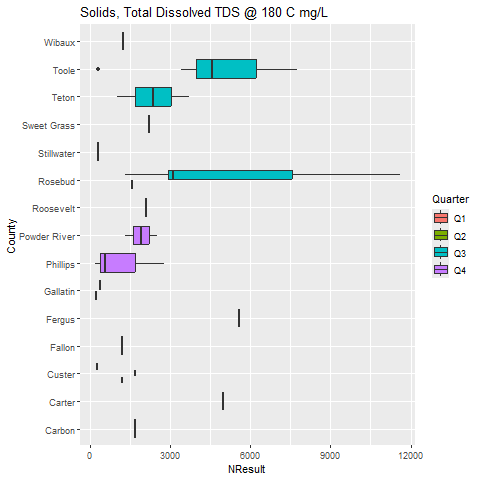 Solids, Total Dissolved TDS @ 180 C mg/L
Wibaux
Toole
Teton
Sweet Grass
Stillwater
Rosebud
Roosevelt
Powder River
Phillips
Gallatin
Fergus
Fallon
Custer
Carter
Carbon
County
0
3000
6000
9000
12000
NResult
Quarter
Q1
Q2
Q3
Q4